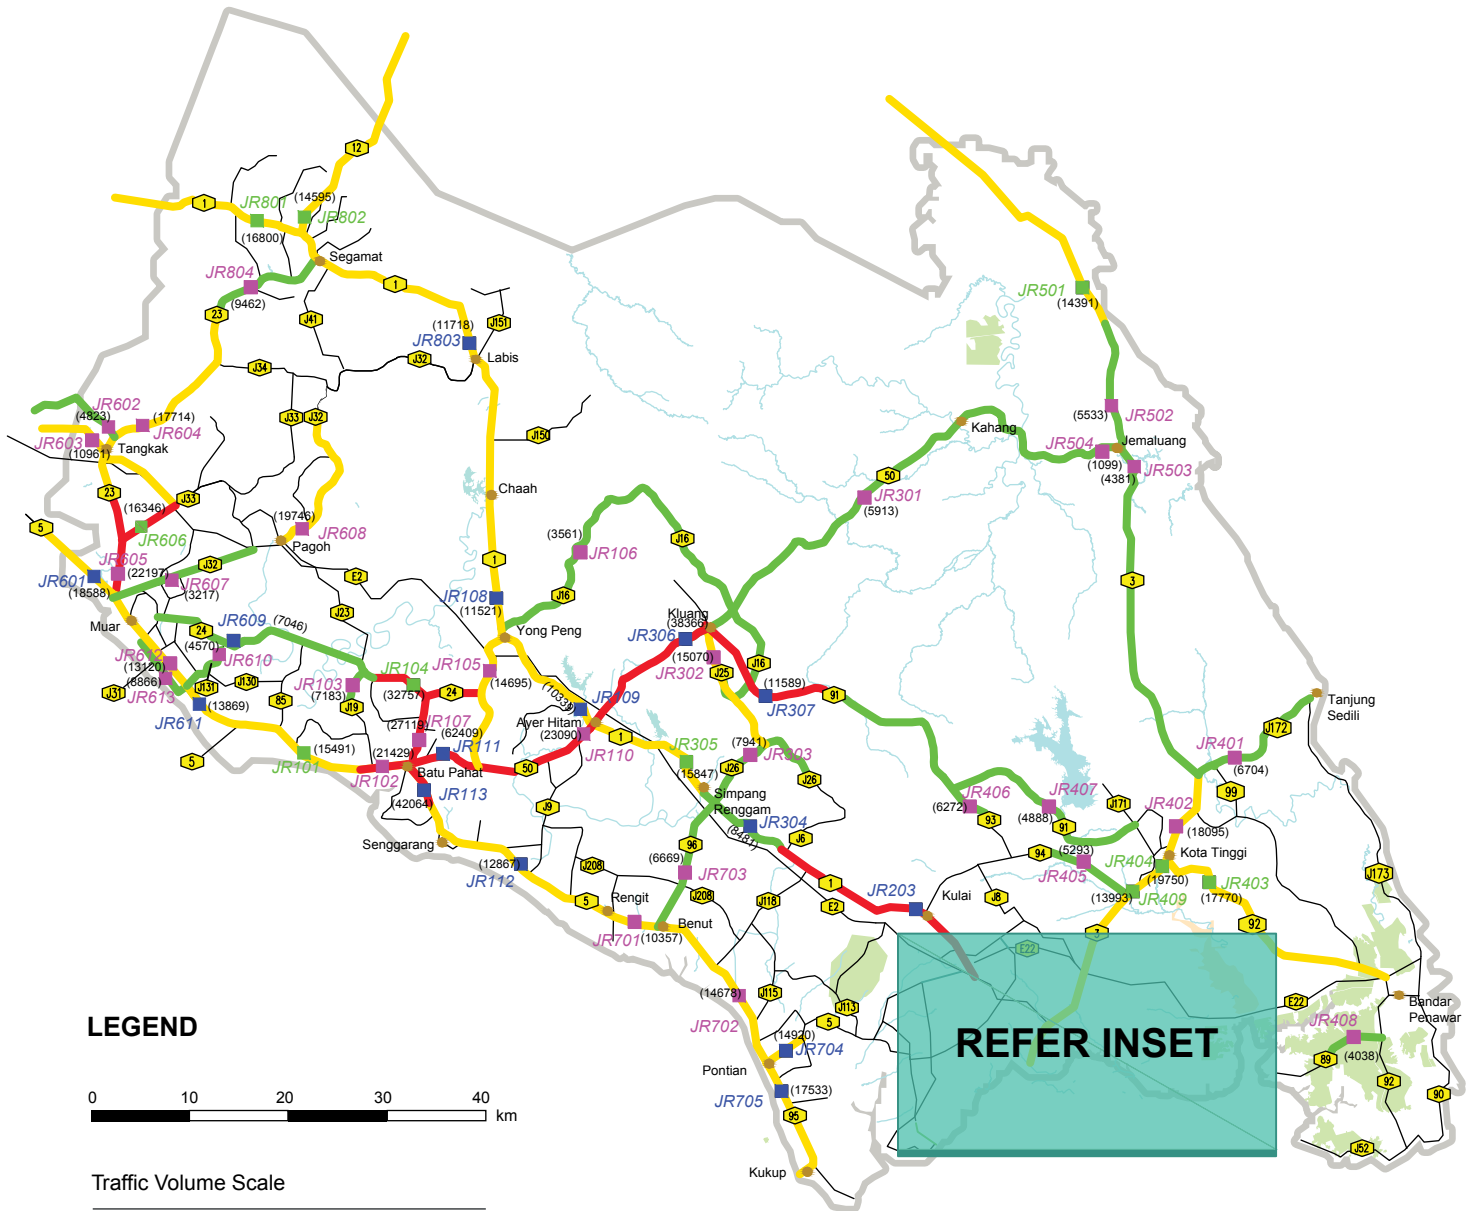 12
1
JR801
(14595)
JR802
(16800)
Segamat
JR804
(9462)
1
23
J41
(11718)
JR803
J151
Labis
J34
J32
JR501
(14391)
JR602
(4823)
(17714)
JR604
JR603
(10961)
Tangkak
J33
J32
J150
Kahang
(5533)
JR502
JR504
Jemaluang
(1099)
(4381)
JR503
23
J33
Chaah
50
JR301
(5913)
5
(16346)
JR606
(19746)
JR608
Pagoh
(3561)
JR106
J16
JR605
(22197)
J32
JR601
(18588)
JR607
(3217)
E2
1
3
JR108
(11521)
J16
J23
Muar
24
JR609
(7046)
(4570)
JR610
Yong Peng
Kluang
(38366)
JR306
(15070)
JR302
J25
J16
JR612
(13120)
(8866)
JR613
J31
J131
J130
JR611
(13869)
85
JR103
(7183)
J19
JR104
(32757)
24
JR105
(14695)
(11589)
JR307
91
(10339)
JR109
Ayer Hitam
(23090)
JR110
1
Tanjung
Sedili
J172
JR107
(27119)
(62409)
JR111
(21429)
JR102
Batu Pahat
50
5
JR101
(15491)
JR113
(42064)
JR305
(15847)
(7941)
JR303
J26
J26
Simpang
Renggam
JR401
(6704)
99
JR406
(6272)
93
JR407
(4888)
91
J171
JR402
(18095)
J9
JR304
(8481)
J6
Senggarang
(12867)
JR112
J208
96
(6669)
JR703
J208
94
(5293)
JR405
JR404
(19750)
Kota Tinggi
JR403
(17770)
(13993)
JR409
J173
1
E2
JR203
Kulai
J8
J118
5
Rengit
JR701
(10357)
Benut
3
E22
92
(14678)
JR702
J115
J113
5
(14920)
JR704
Pontian
JR705
(17533)
95
Kukup
REFER INSET
E22
Bandar
Penawar
JR408
(4038)
89
92
90
J52
LEGEND
0 10 20 30 40
km
Traffic Volume Scale